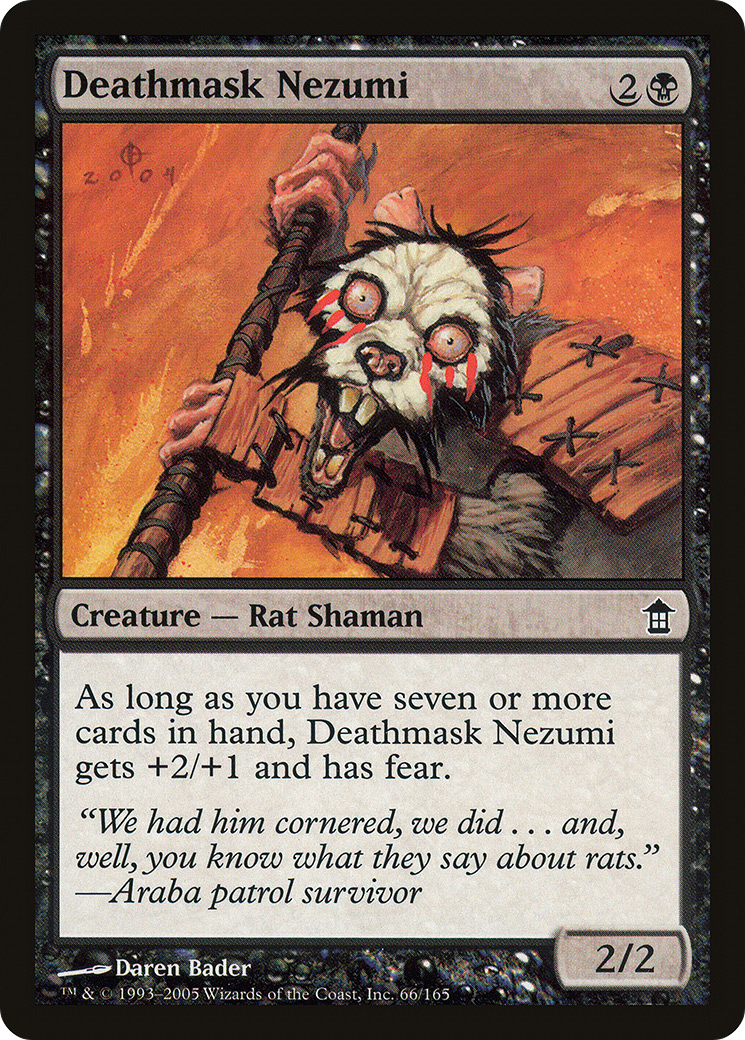 Deathmask Nezumi 2
2004
Creature — Rat Shaman
As long as you have seven or more
cards in hand, Deathmask Nezumi
gets +2/+1 and has fear.
“We had him cornered, we did . . . and,
well, you know what they say about rats.”
—Araba patrol survivor
2/2
Daren Bader
™ & © 1993–2005 Wizards of the Coast, Inc. 66/165